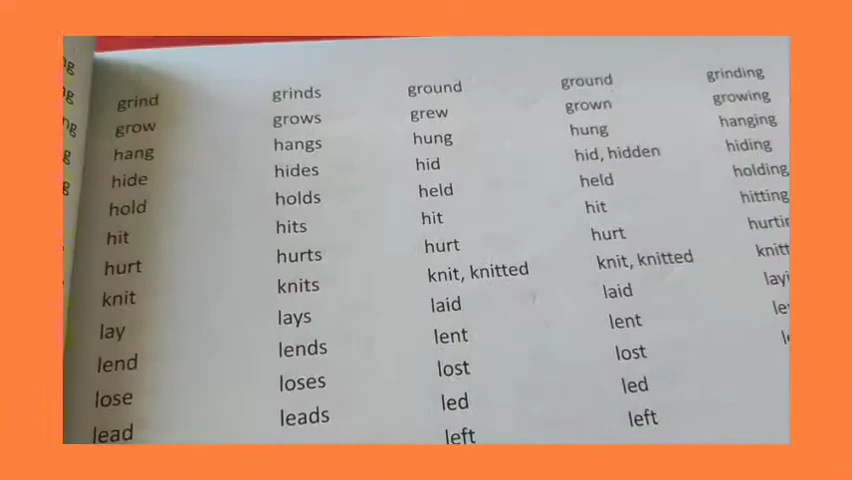 grind grinds ground ground grinding
grow grows grew grown growing
hang hangs hung hung hanging
hide hides hid hid, hidden hiding
hold holds held held holding
hit hits hit hit hitting
hurt hurts hurt hurt
knit knits knit, knitted knit, knitted
lay lays laid laid
lend lends lent lent
lose loses lost lost
lead leads led led
left left